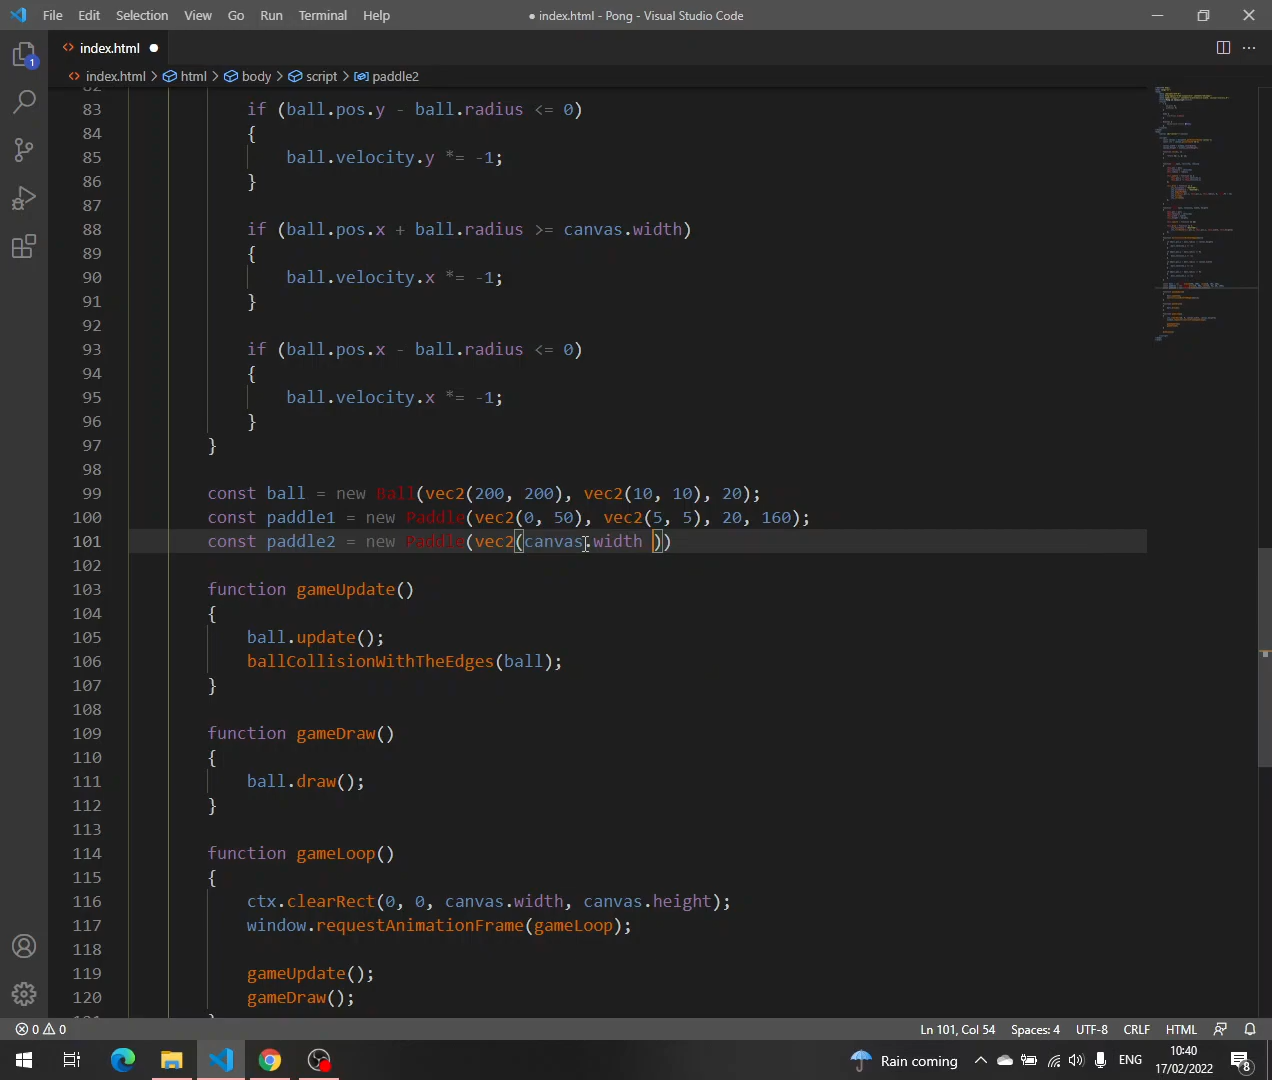 File Edit Selection View Go Run Terminal Help
● index.html - Pong - Visual Studio Code
index.html ●
index.html > html > body > script > paddle2
1
82
83 if (ball.pos.y - ball.radius <= 0)
84 {
85 ball.velocity.y *= -1;
86 }
87
88 if (ball.pos.x + ball.radius >= canvas.width)
89 {
90 ball.velocity.x *= -1;
91 }
92
93 if (ball.pos.x - ball.radius <= 0)
94 {
95 ball.velocity.x *= -1;
96 }
97 }
98
99 const ball = new Ball(vec2(200, 200), vec2(10, 10), 20);
100 const paddle1 = new Paddle(vec2(0, 50), vec2(5, 5), 20, 160);
101 const paddle2 = new Paddle(vec2(canvas.width ))
102
103 function gameUpdate()
104 {
105 ball.update();
106 ballCollisionWithTheEdges(ball);
107 }
108
109 function gameDraw()
110 {
111 ball.draw();
112 }
113
114 function gameLoop()
115 {
116 ctx.clearRect(0, 0, canvas.width, canvas.height);
117 window.requestAnimationFrame(gameLoop);
118
119 gameUpdate();
120 gameDraw();
0 0
Ln 101, Col 54 Spaces: 4 UTF-8 CRLF HTML
Rain coming
ENG
10:40
17/02/2022
8